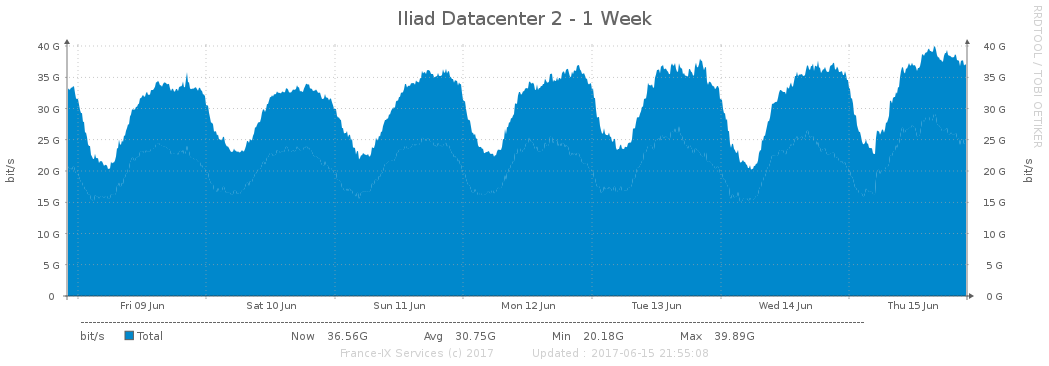 Iliad Datacenter 2 - 1 Week
RRDTOOL / TOBI OETIKER
40 G 40 G
35 G 35 G
30 G 30 G
25 G 25 G
20 G 20 G
15 G 15 G
10 G 10 G
5 G 5 G
0 0 G
bit/s bit/s
Fri 09 Jun Sat 10 Jun Sun 11 Jun Mon 12 Jun Tue 13 Jun Wed 14 Jun Thu 15 Jun
bit/s Total Now 36.56G Avg 30.75G Min 20.18G Max 39.89G
France-IX Services (c) 2017 Updated : 2017-06-15 21:55:08